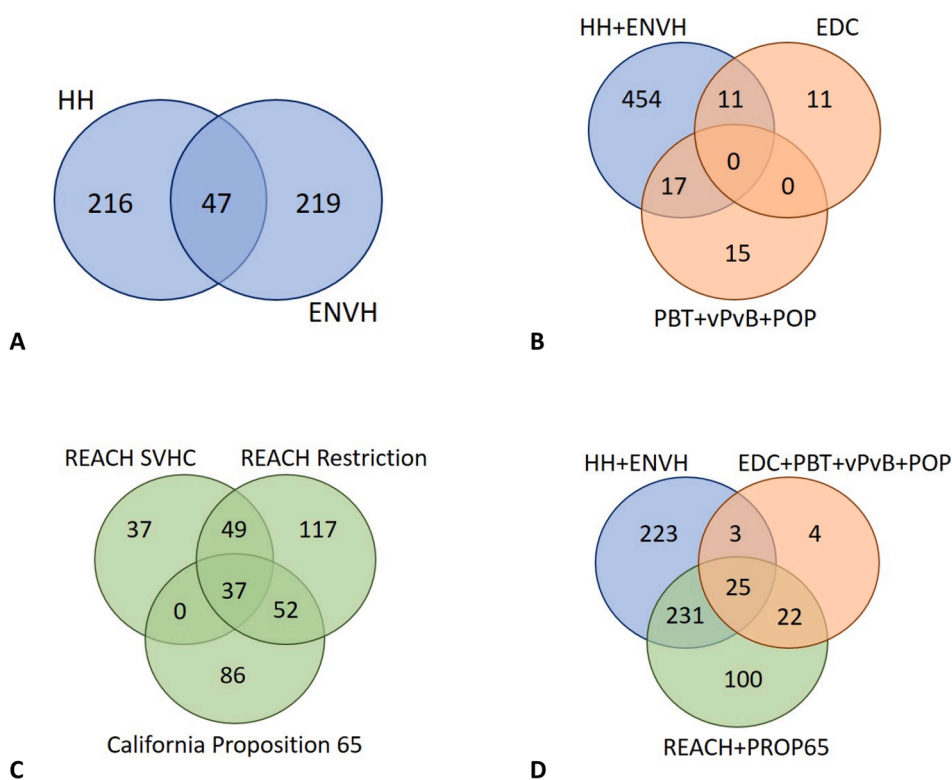 HH
216 47 219
ENVH
A
HH+ENVH EDC
454 11 11
0
17 0
15
PBT+vPvB+POP
B
REACH SVHC REACH Restriction
37 49 117
37
0 52
86
California Proposition 65
C
HH+ENVH EDC+PBT+vPvB+POP
223 3 4
25
231 22
100
REACH+PROP65
D